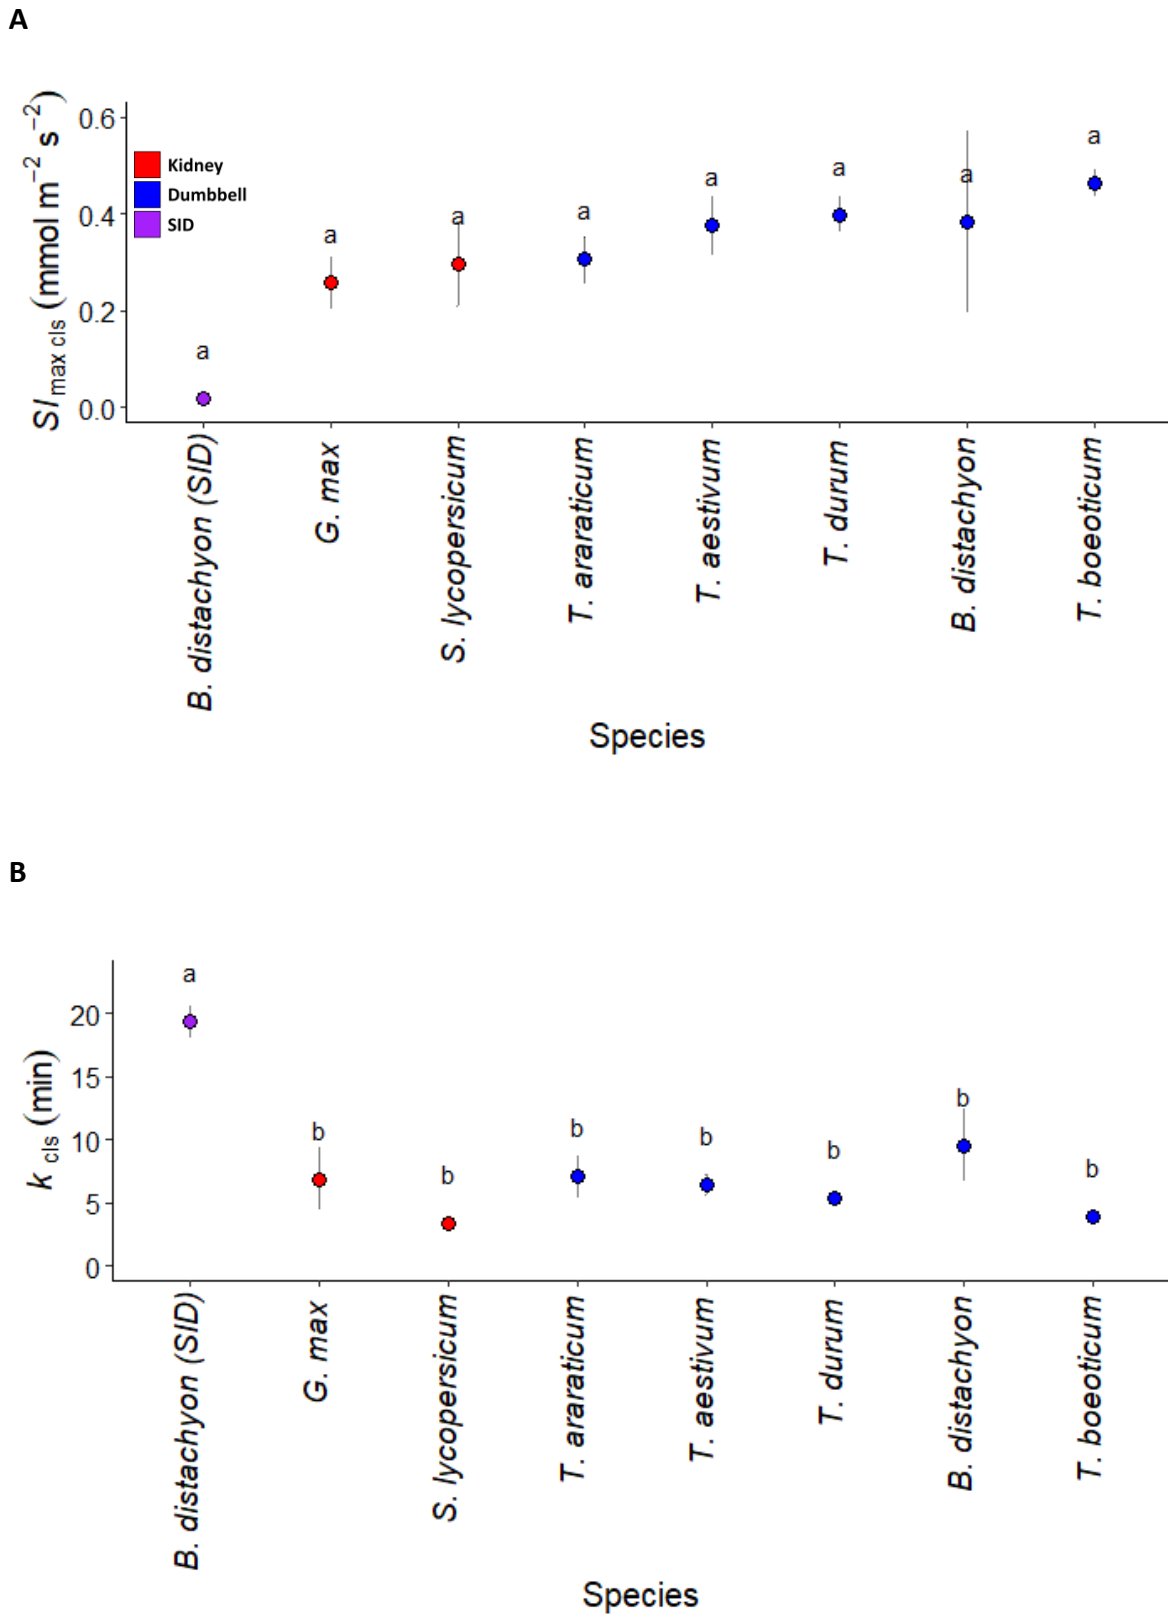 A
SI max cls (mmol m−2 s−2)
0.6
0.4
0.2
0.0
Kidney
Dumbbell
SID
a
a
a
a
a
a
a
a
B. distachyon (SID)
G. max
S. lycopersicum
T. araraticum
T. aestivum
T. durum
B. distachyon
T. boeoticum
Species
B
k cls (min)
20
15
10
5
0
a
b
b
b
b
b
b
b
B. distachyon (SID)
G. max
S. lycopersicum
T. araraticum
T. aestivum
T. durum
B. distachyon
T. boeoticum
Species